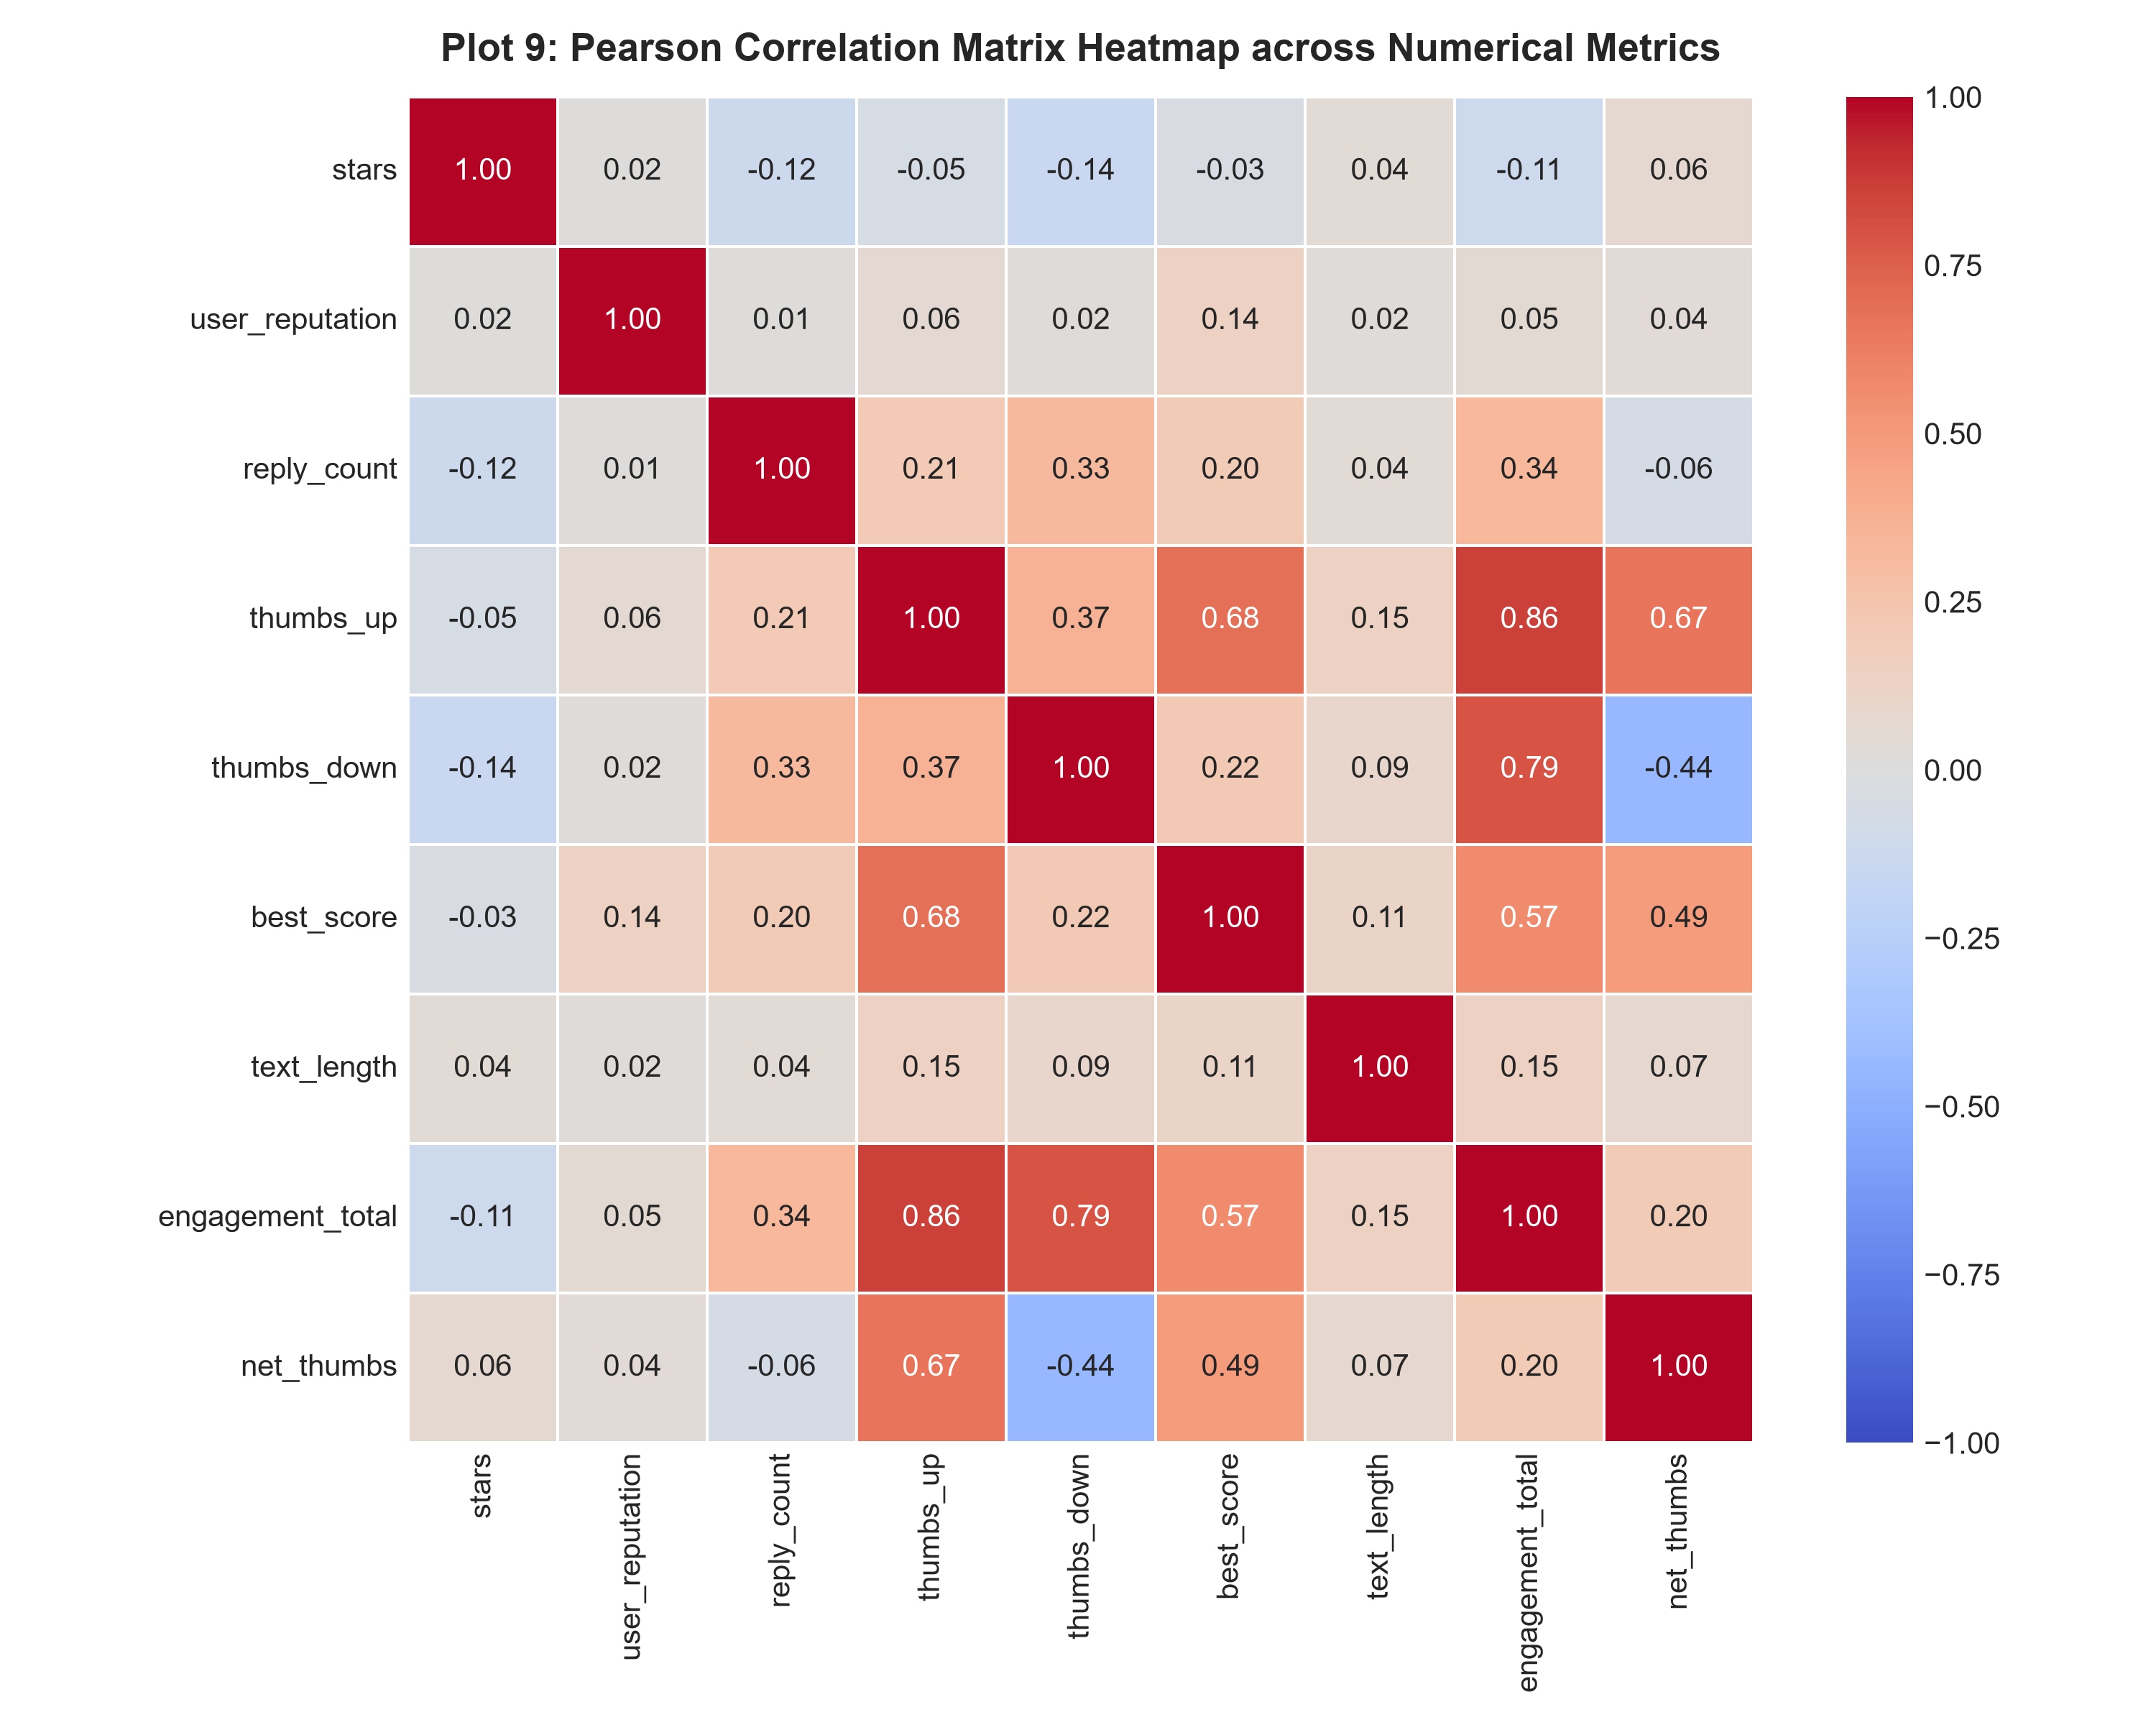 Plot 9: Pearson Correlation Matrix Heatmap across Numerical Metrics
stars 1.00 0.02 -0.12 -0.05 -0.14 -0.03 0.04 -0.11 0.06
user_reputation 0.02 1.00 0.01 0.06 0.02 0.14 0.02 0.05 0.04
reply_count -0.12 0.01 1.00 0.21 0.33 0.20 0.04 0.34 -0.06
thumbs_up -0.05 0.06 0.21 1.00 0.37 0.68 0.15 0.86 0.67
thumbs_down -0.14 0.02 0.33 0.37 1.00 0.22 0.09 0.79 -0.44
best_score -0.03 0.14 0.20 0.68 0.22 1.00 0.11 0.57 0.49
text_length 0.04 0.02 0.04 0.15 0.09 0.11 1.00 0.15 0.07
engagement_total -0.11 0.05 0.34 0.86 0.79 0.57 0.15 1.00 0.20
net_thumbs 0.06 0.04 -0.06 0.67 -0.44 0.49 0.07 0.20 1.00
stars
user_reputation
reply_count
thumbs_up
thumbs_down
best_score
text_length
engagement_total
net_thumbs
1.00
0.75
0.50
0.25
0.00
−0.25
−0.50
−0.75
−1.00